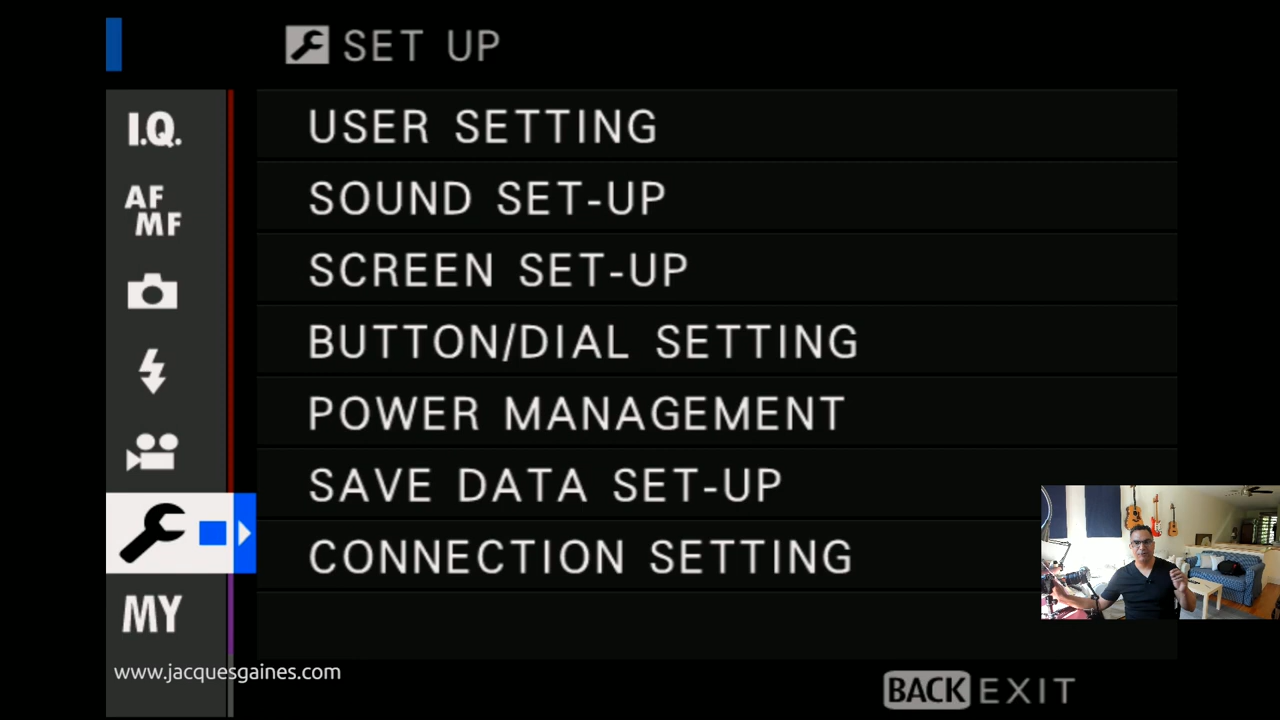 SET UP
I.Q.
AF
MF
MY
USER SETTING
SOUND SET-UP
SCREEN SET-UP
BUTTON/DIAL SETTING
POWER MANAGEMENT
SAVE DATA SET-UP
CONNECTION SETTING
www.jacquesgaines.com
BACK EXIT